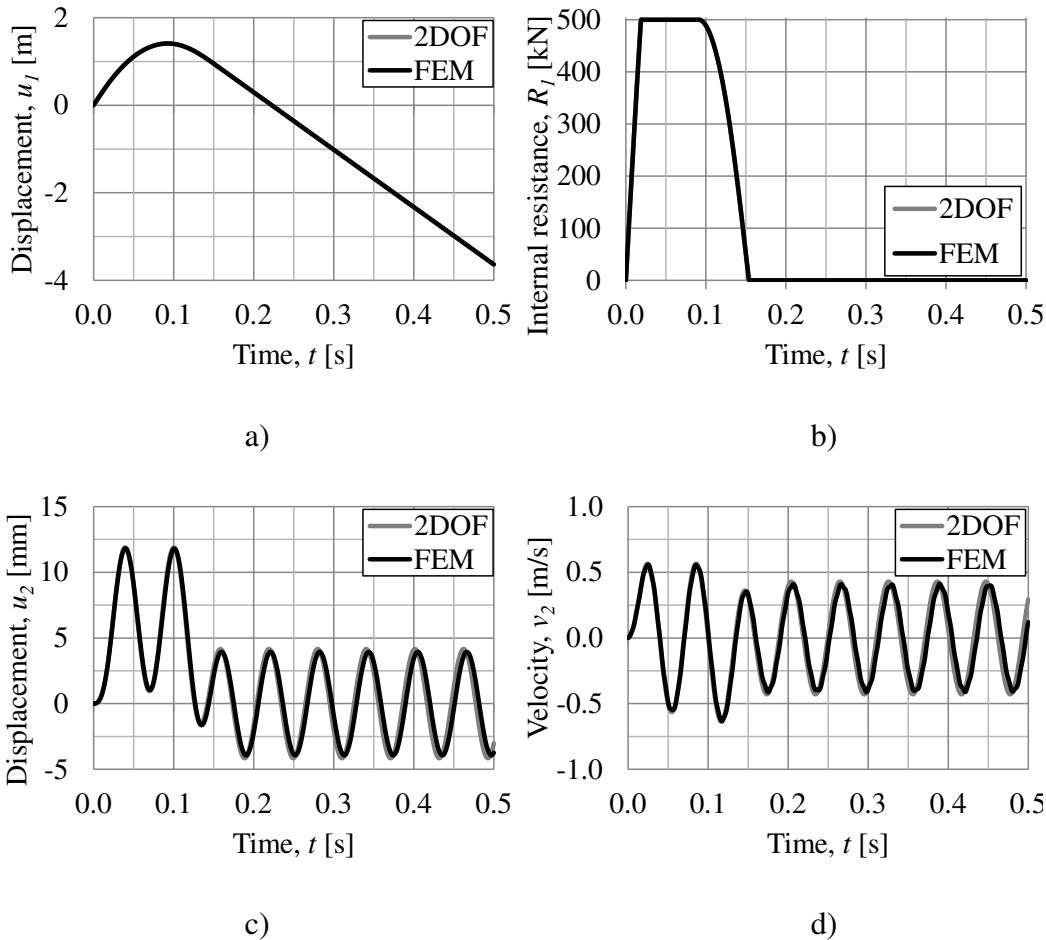 Displacement, u1 [m]
2
0
-2
-4
0.0 0.1 0.2 0.3 0.4 0.5
Time, t [s]
2DOF
FEM
a)
Internal resistance, R1 [kN]
500
400
300
200
100
0
0.0 0.1 0.2 0.3 0.4 0.5
Time, t [s]
2DOF
FEM
b)
Displacement, u2 [mm]
15
10
5
0
-5
0.0 0.1 0.2 0.3 0.4 0.5
Time, t [s]
2DOF
FEM
c)
Velocity, v2 [m/s]
1.0
0.5
0.0
-0.5
-1.0
0.0 0.1 0.2 0.3 0.4 0.5
Time, t [s]
2DOF
FEM
d)